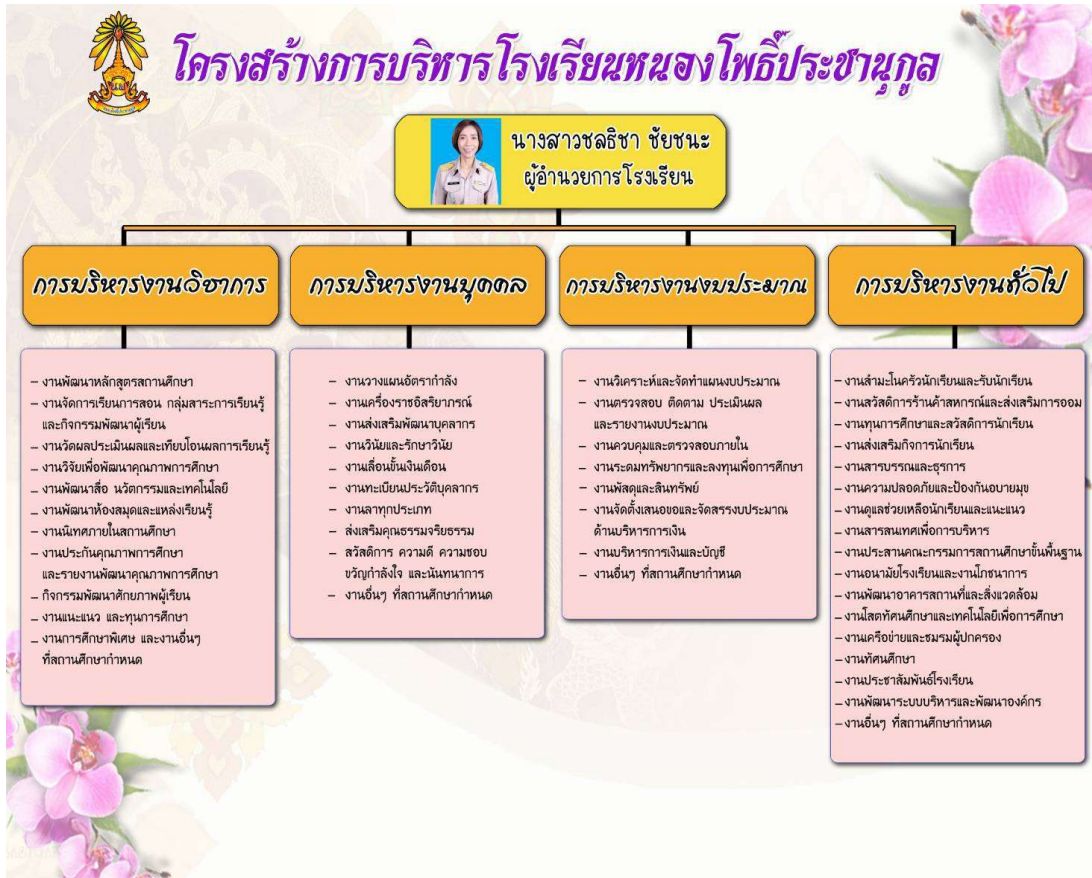 โครงสร้างการบริหารโรงเรียนหนองโพธิ์ประชานุกูล
นางสาวชลธิชา ชัยชนะ
ผู้อำนวยการโรงเรียน
การบริหารงานวิชาการ
- งานพัฒนาหลักสูตรสถานศึกษา
- งานจัดการเรียนการสอน กลุ่มสาระการเรียนรู้
และกิจกรรมพัฒนาผู้เรียน
- งานวัดผลประเมินผลและเทียบโอนผลการเรียนรู้
- งานวิจัยเพื่อพัฒนาคุณภาพการศึกษา
- งานพัฒนาสื่อ นวัตกรรมและเทคโนโลยี
- งานพัฒนาห้องสมุดและแหล่งเรียนรู้
- งานนิเทศภายในสถานศึกษา
- งานประกันคุณภาพการศึกษา
และรายงานพัฒนาคุณภาพการศึกษา
- กิจกรรมพัฒนาศักยภาพผู้เรียน
- งานแนะแนว และทุนการศึกษา
- งานการศึกษาพิเศษ และงานอื่นๆ
ที่สถานศึกษากำหนด
การบริหารงานบุคคล
- งานวางแผนอัตรากำลัง
- งานเครื่องราชอิสริยาภรณ์
- งานส่งเสริมพัฒนาบุคลากร
- งานวินัยและรักษาวินัย
- งานเลื่อนขั้นเงินเดือน
- งานทะเบียนประวัติบุคลากร
- งานลาทุกประเภท
- ส่งเสริมคุณธรรมจริยธรรม
- สวัสดิการ ความดี ความชอบ
ขวัญกำลังใจ และนันทนาการ
- งานอื่นๆ ที่สถานศึกษากำหนด
การบริหารงานงบประมาณ
- งานวิเคราะห์และจัดทำแผนงบประมาณ
- งานตรวจสอบ ติดตาม ประเมินผล
และรายงานงบประมาณ
- งานควบคุมและตรวจสอบภายใน
- งานระดมทรัพยากรและลงทุนเพื่อการศึกษา
- งานพัสดุและสินทรัพย์
- งานจัดตั้งเสนอขอและจัดสรรงบประมาณ
ด้านบริหารการเงิน
- งานบริหารการเงินและบัญชี
- งานอื่นๆ ที่สถานศึกษากำหนด
การบริหารงานทั่วไป
- งานสำมะโนครัวนักเรียนและรับนักเรียน
- งานสวัสดิการร้านค้าสหกรณ์และส่งเสริมการออม
- งานทุนการศึกษาและสวัสดิการนักเรียน
- งานส่งเสริมกิจการนักเรียน
- งานสารบรรณและธุรการ
- งานความปลอดภัยและป้องกันอบายมุข
- งานดูแลช่วยเหลือนักเรียนและแนะแนว
- งานสารสนเทศเพื่อการบริหาร
- งานประสานคณะกรรมการสถานศึกษาขั้นพื้นฐาน
- งานอนามัยโรงเรียนและงานโภชนาการ
- งานพัฒนาอาคารสถานที่และสิ่งแวดล้อม
- งานโสตทัศนศึกษาและเทคโนโลยีเพื่อการศึกษา
- งานเครือข่ายและชมรมผู้ปกครอง
- งานทัศนศึกษา
- งานประชาสัมพันธ์โรงเรียน
- งานพัฒนาระบบบริหารและพัฒนาองค์กร
- งานอื่นๆ ที่สถานศึกษากำหนด